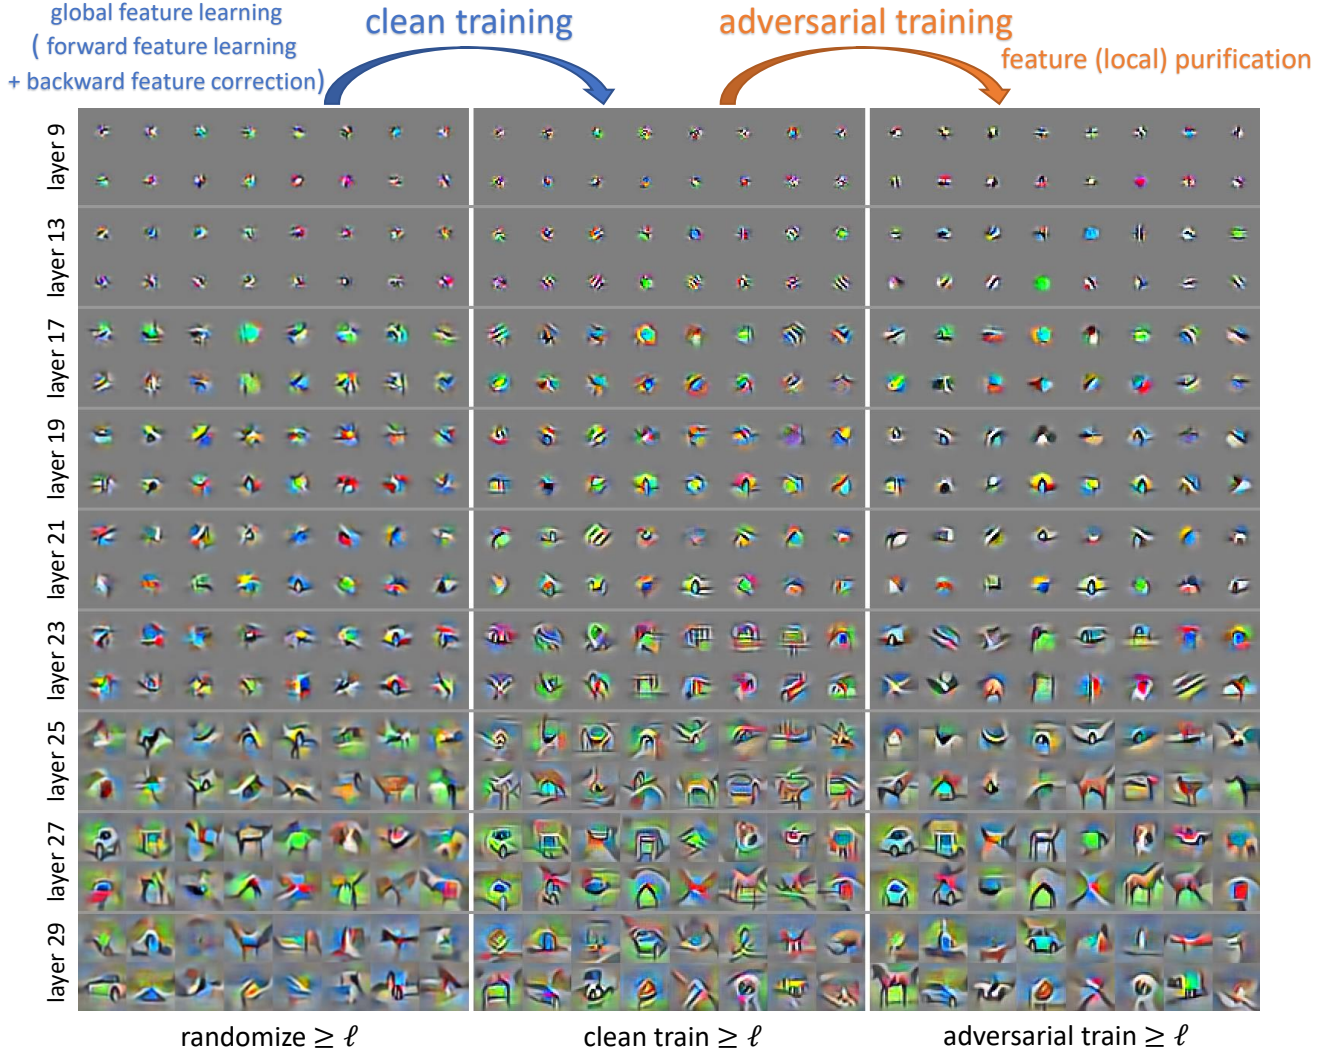 global feature learning
( forward feature learning
+ backward feature correction)
clean training
adversarial training
feature (local) purification
layer 9
layer 13
layer 17
layer 19
layer 21
layer 23
layer 25
layer 27
layer 29
randomize ≥ ℓ
clean train ≥ ℓ
adversarial train ≥ ℓ